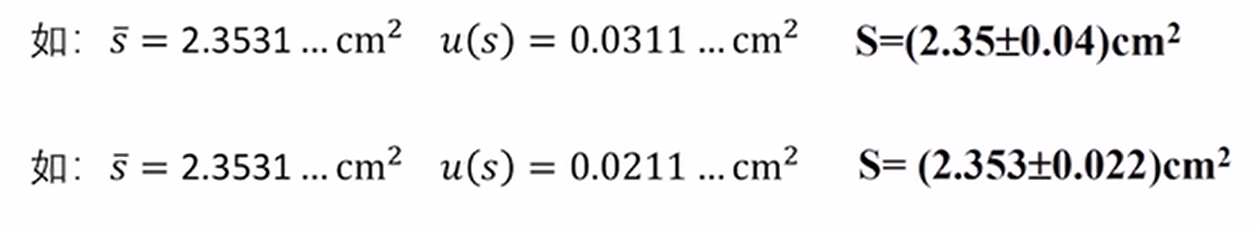 如：s̄ = 2.3531 … cm² u(s) = 0.0311 … cm² S=(2.35±0.04)cm²
如：s̄ = 2.3531 … cm² u(s) = 0.0211 … cm² S= (2.353±0.022)cm²